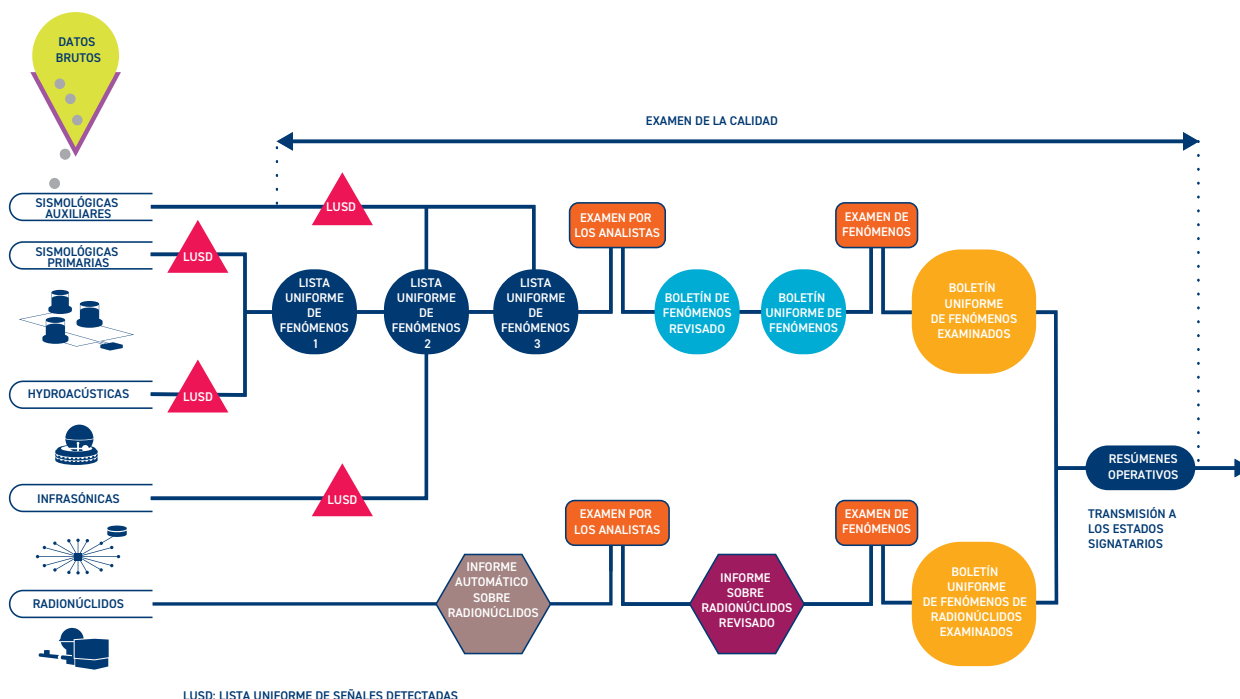 DATOS
BRUTOS
EXAMEN DE LA CALIDAD
SISMOLÓGICAS
AUXILIARES
LUSD
SISMOLÓGICAS
PRIMARIAS
LUSD
HYDROACÚSTICAS
LUSD
INFRASÓNICAS
LUSD
RADIONÚCLIDOS
LISTA
UNIFORME
DE
FENÓMENOS
1
LISTA
UNIFORME
DE
FENÓMENOS
2
LISTA
UNIFORME
DE
FENÓMENOS
3
EXAMEN POR
LOS ANALISTAS
BOLETÍN DE
FENÓMENOS
REVISADO
BOLETÍN
UNIFORME DE
FENÓMENOS
EXAMEN DE
FENÓMENOS
BOLETÍN
UNIFORME
DE FENÓMENOS
EXAMINADOS
INFORME
AUTOMÁTICO
SOBRE
RADIONÚCLIDOS
EXAMEN POR
LOS ANALISTAS
INFORME
SOBRE
RADIONÚCLIDOS
REVISADO
EXAMEN DE
FENÓMENOS
BOLETÍN
UNIFORME
DE FENÓMENOS DE
RADIONÚCLIDOS
EXAMINADOS
RESÚMENES
OPERATIVOS
TRANSMISIÓN A
LOS ESTADOS
SIGNATARIOS
LUSD: LISTA UNIFORME DE SEÑALES DETECTADAS